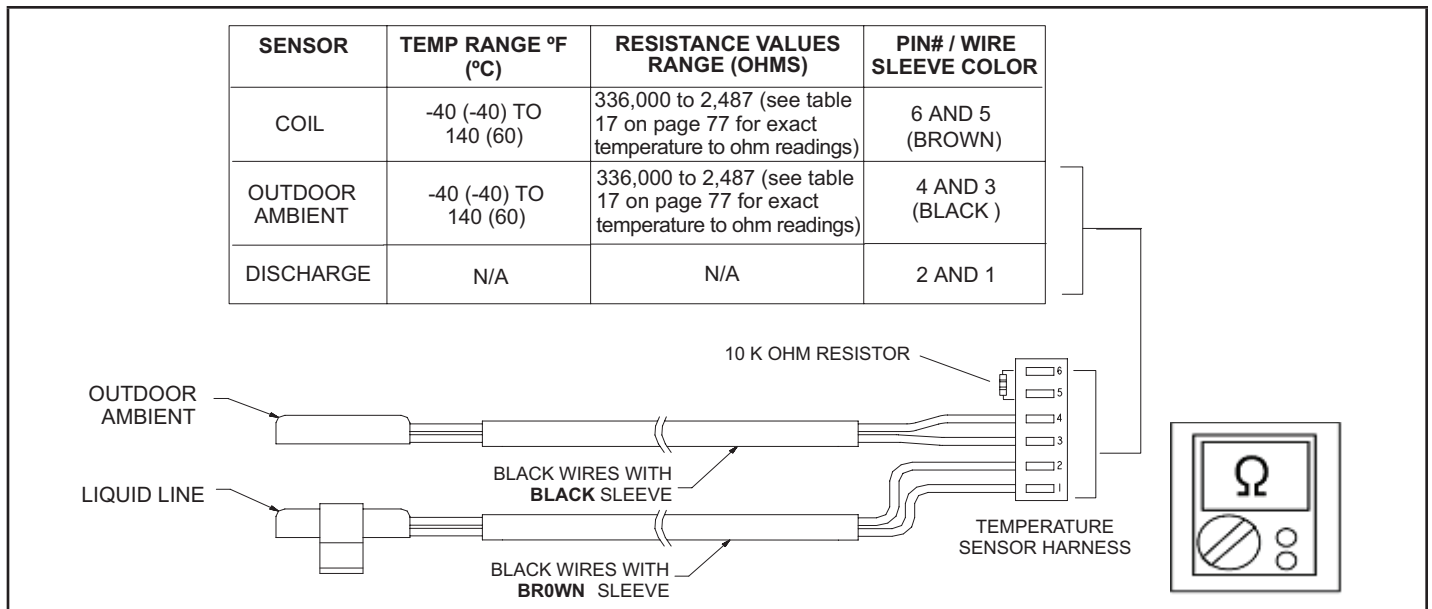 SENSOR
TEMP RANGE ºF
(ºC)
RESISTANCE VALUES
RANGE (OHMS)
PIN# / WIRE
SLEEVE COLOR
COIL
-40 (-40) TO
140 (60)
336,000 to 2,487 (see table
17 on page 77 for exact
temperature to ohm readings)
6 AND 5
(BROWN)
OUTDOOR
AMBIENT
-40 (-40) TO
140 (60)
336,000 to 2,487 (see table
17 on page 77 for exact
temperature to ohm readings)
4 AND 3
(BLACK )
DISCHARGE
N/A
N/A
2 AND 1
10 K OHM RESISTOR
6
5
4
3
2
1
OUTDOOR
AMBIENT
BLACK WIRES WITH
BLACK SLEEVE
LIQUID LINE
BLACK WIRES WITH
BR0WN SLEEVE
TEMPERATURE
SENSOR HARNESS
Ω